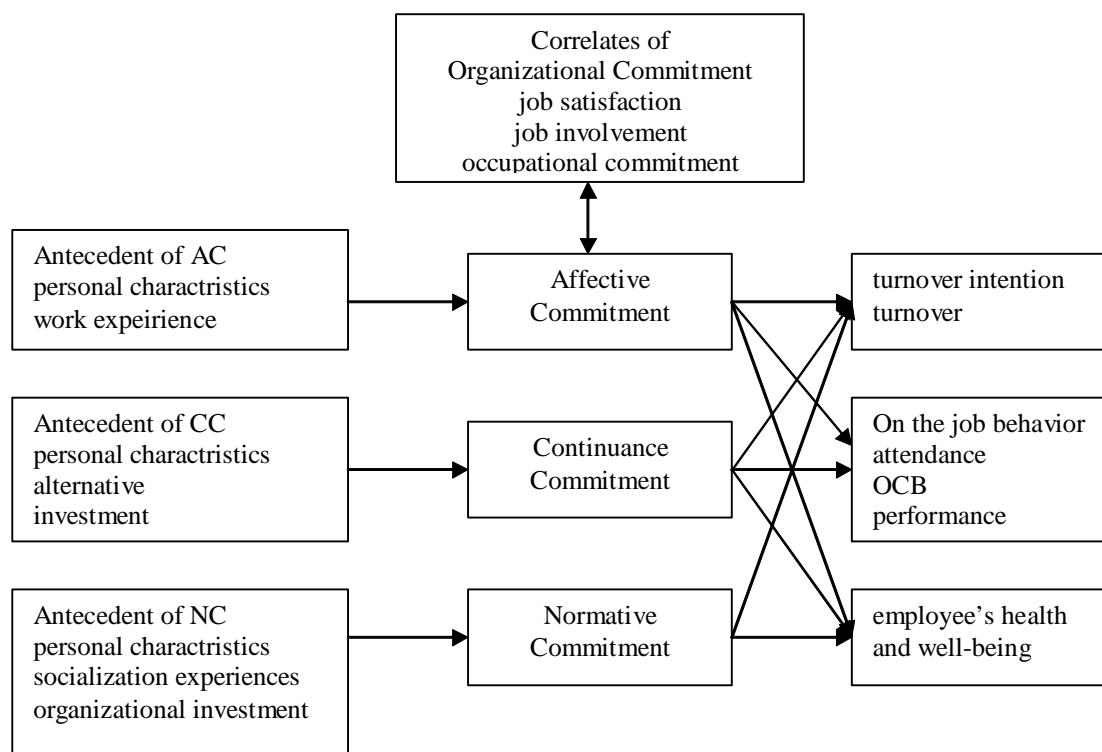 Correlates of
Organizational Commitment
job satisfaction
job involvement
occupational commitment
Antecedent of AC
personal charactristics
work expeirience
Affective
Commitment
turnover intention
turnover
Antecedent of CC
personal charactristics
alternative
investment
Continuance
Commitment
On the job behavior
attendance
OCB
performance
Antecedent of NC
personal charactristics
socialization experiences
organizational investment
Normative
Commitment
employee’s health
and well-being